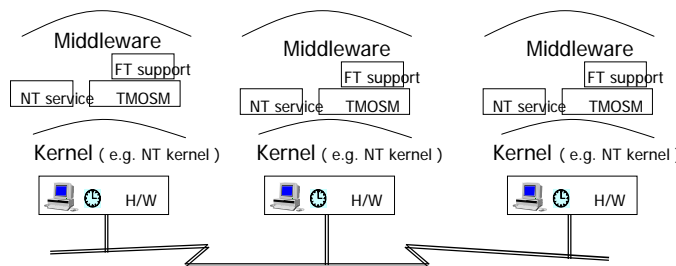 Middleware
FT support
NT service TMOSM
Kernel ( e.g. NT kernel )
H/W
Middleware
FT support
NT service TMOSM
Kernel ( e.g. NT kernel )
H/W
Middleware
FT support
NT service TMOSM
Kernel ( e.g. NT kernel )
H/W